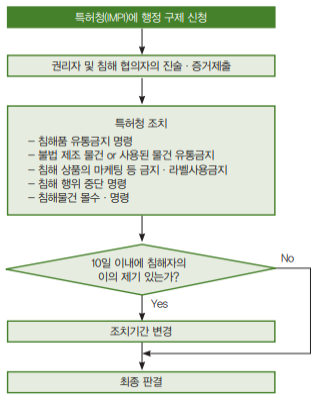 특허청(IMPI)에 행정 구제 신청
권리자 및 침해 협의자의 진술 · 증거제출
특허청 조치
– 침해품 유통금지 명령
– 불법 제조 물건 or 사용된 물건 유통금지
– 침해 상품의 마케팅 등 금지 · 라벨사용금지
– 침해 행위 중단 명령
– 침해물건 몰수 · 명령
10일 이내에 침해자의
이의 제기 있는가?
No
Yes
조치기간 변경
최종 판결